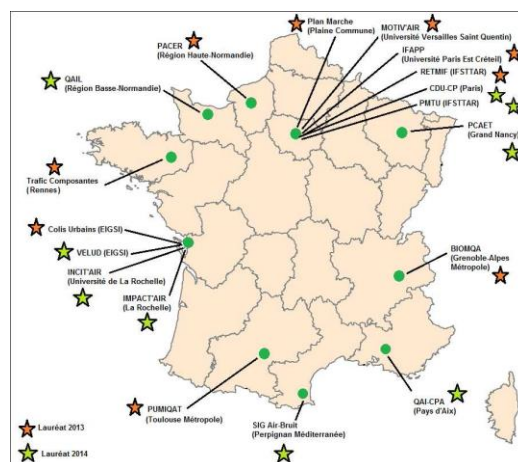 Plan Marche
(Plaine Commune)
MOTIV'AIR
(Université Versailles Saint Quentin)
IFAPP
(Université Paris Est Créteil)
RETMIF (IFSTTAR)
CDU-CP (Paris)
PMTU (IFSTTAR)
PACER
(Région Haute-Normandie)
QAIL
(Région Basse-Normandie)
PCAET
(Grand Nancy)
Trafic Composantes
(Rennes)
Colis Urbains (EIGSI)
VELUD (EIGSI)
INCIT'AIR
(Université de La Rochelle)
IMPACT'AIR
(La Rochelle)
BIOMQA
(Grenoble-Alpes
Métropole)
PUMIQAT
(Toulouse Métropole)
SIG Air-Bruit
(Perpignan Méditerranée)
QAI-CPA
(Pays d'Aix)
Lauréat 2013
Lauréat 2014